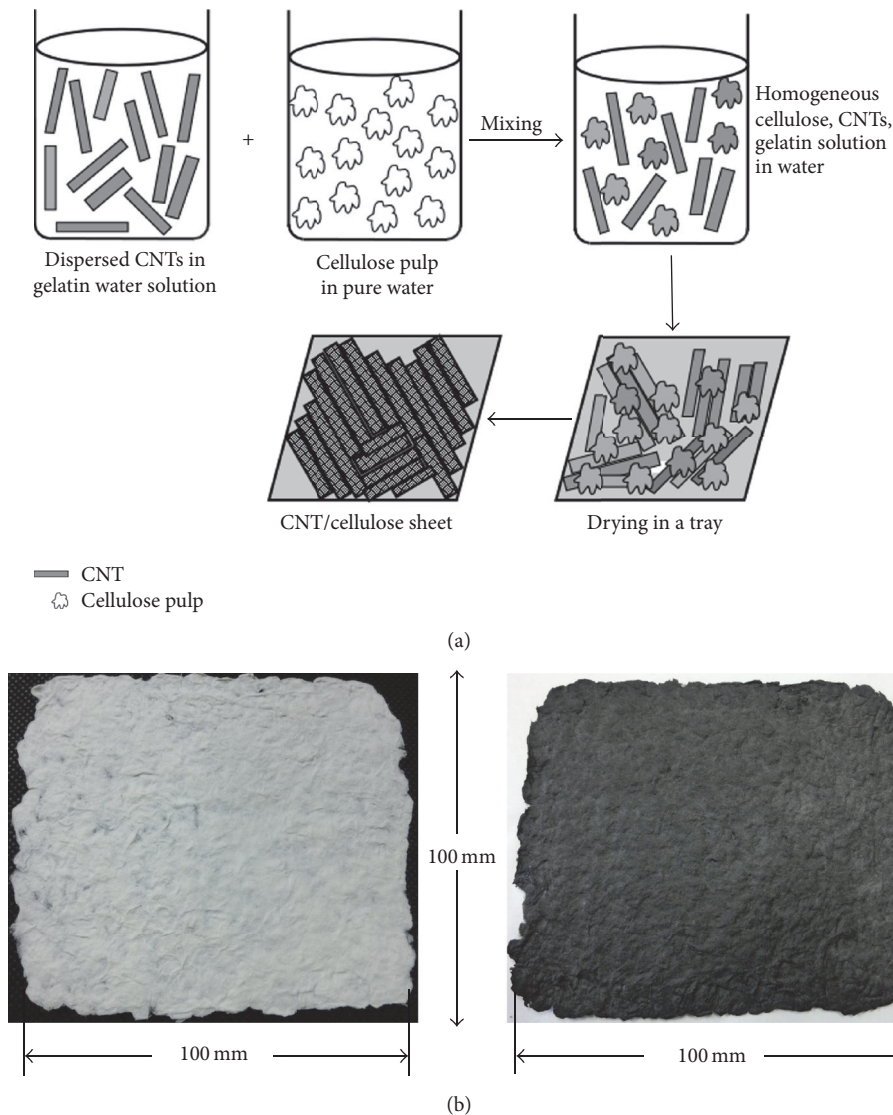 Dispersed CNTs in
gelatin water solution
+
Cellulose pulp
in pure water
Mixing
Homogeneous
cellulose, CNTs,
gelatin solution
in water
CNT/cellulose sheet
Drying in a tray
CNT
Cellulose pulp
(a)
100 mm
100 mm
100 mm
(b)